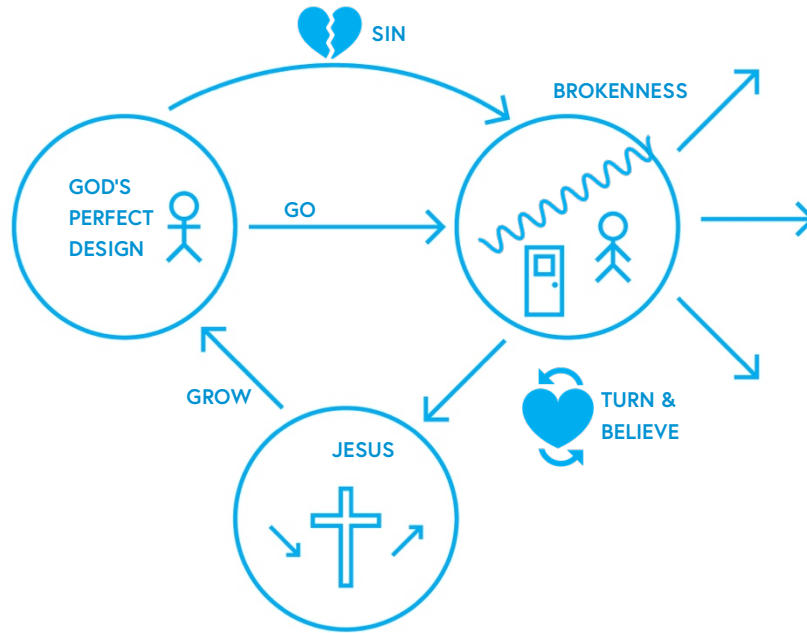 SIN
BROKENNESS
GOD'S
PERFECT
DESIGN
GO
GROW
TURN &
BELIEVE
JESUS